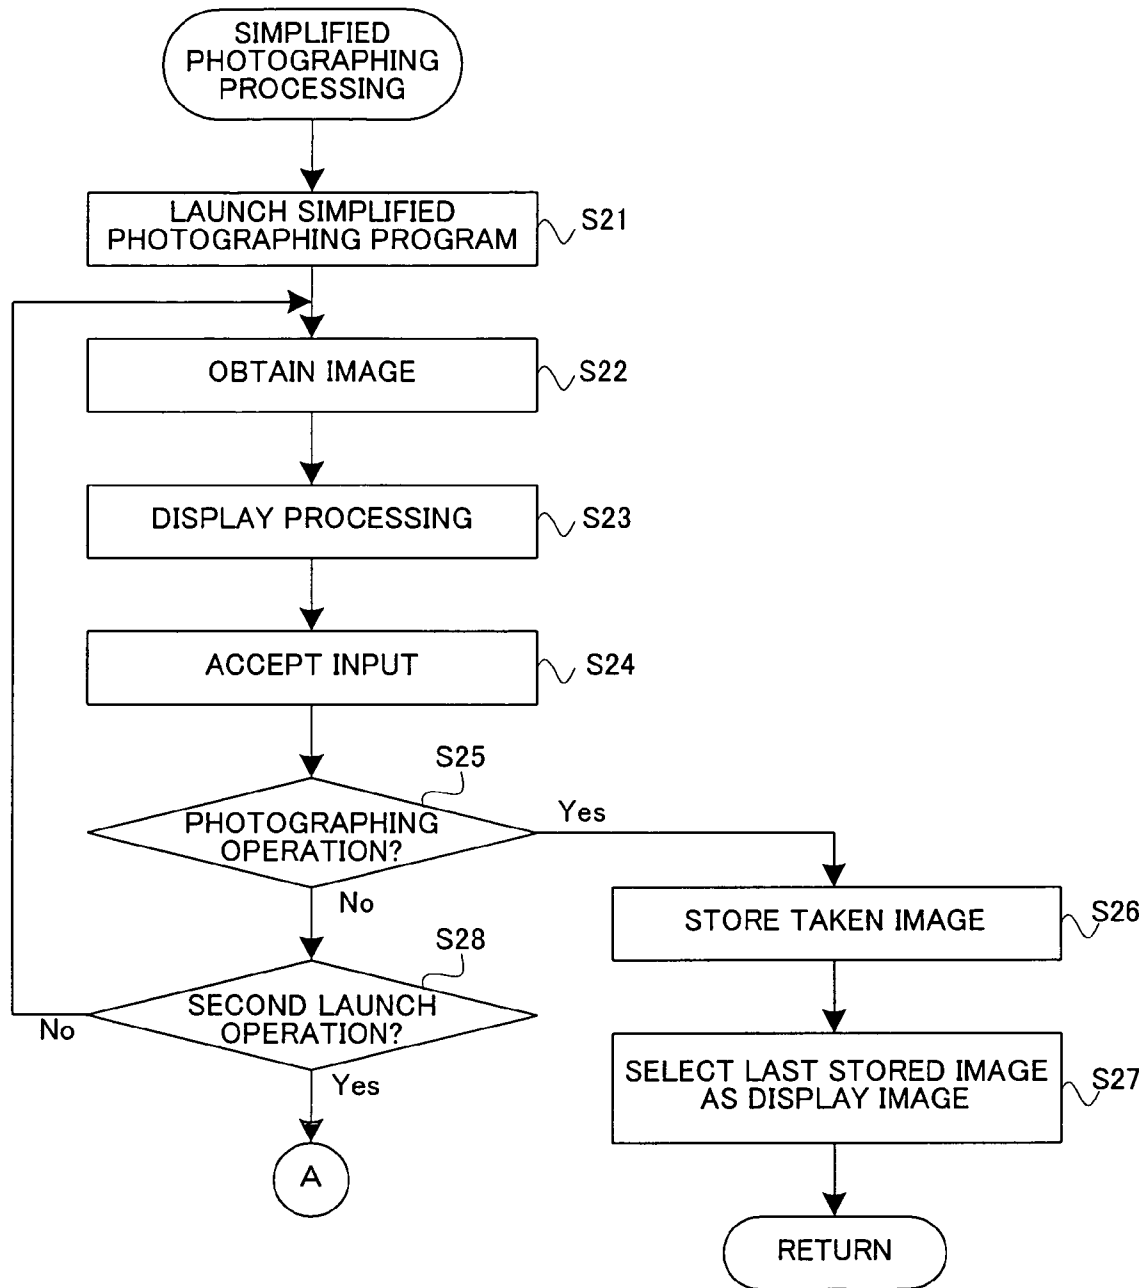 SIMPLIFIED
PHOTOGRAPHING
PROCESSING
LAUNCH SIMPLIFIED
PHOTOGRAPHING PROGRAM
S21
OBTAIN IMAGE
S22
DISPLAY PROCESSING
S23
ACCEPT INPUT
S24
S25
PHOTOGRAPHING
OPERATION?
Yes
No
STORE TAKEN IMAGE
S26
S28
SECOND LAUNCH
OPERATION?
No
Yes
SELECT LAST STORED IMAGE
AS DISPLAY IMAGE
S27
A
RETURN